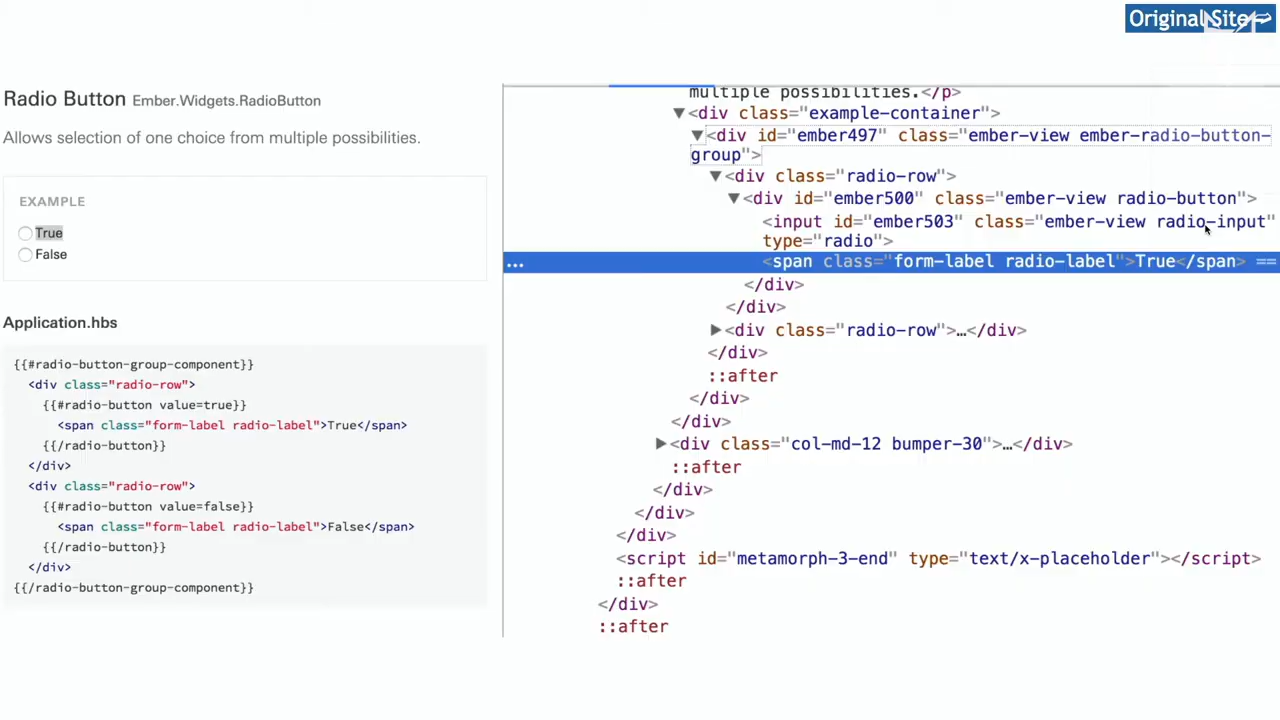 Original Site
Radio Button Ember.Widgets.RadioButton
Allows selection of one choice from multiple possibilities.
EXAMPLE
True
False
Application.hbs
{{#radio-button-group-component}}
<div class="radio-row">
{{#radio-button value=true}}
<span class="form-label radio-label">True</span>
{{/radio-button}}
</div>
<div class="radio-row">
{{#radio-button value=false}}
<span class="form-label radio-label">False</span>
{{/radio-button}}
</div>
{{/radio-button-group-component}}
multiple possibilities.</p>
▼<div class="example-container">
▼<div id="ember497" class="ember-view ember-radio-button-
group">
▼<div class="radio-row">
▼<div id="ember500" class="ember-view radio-button">
<input id="ember503" class="ember-view radio-input"
type="radio">
... <span class="form-label radio-label">True</span> ==
</div>
</div>
▶<div class="radio-row">…</div>
</div>
::after
</div>
</div>
▶<div class="col-md-12 bumper-30">…</div>
::after
</div>
</div>
</div>
<script id="metamorph-3-end" type="text/x-placeholder"></script>
::after
</div>
::after